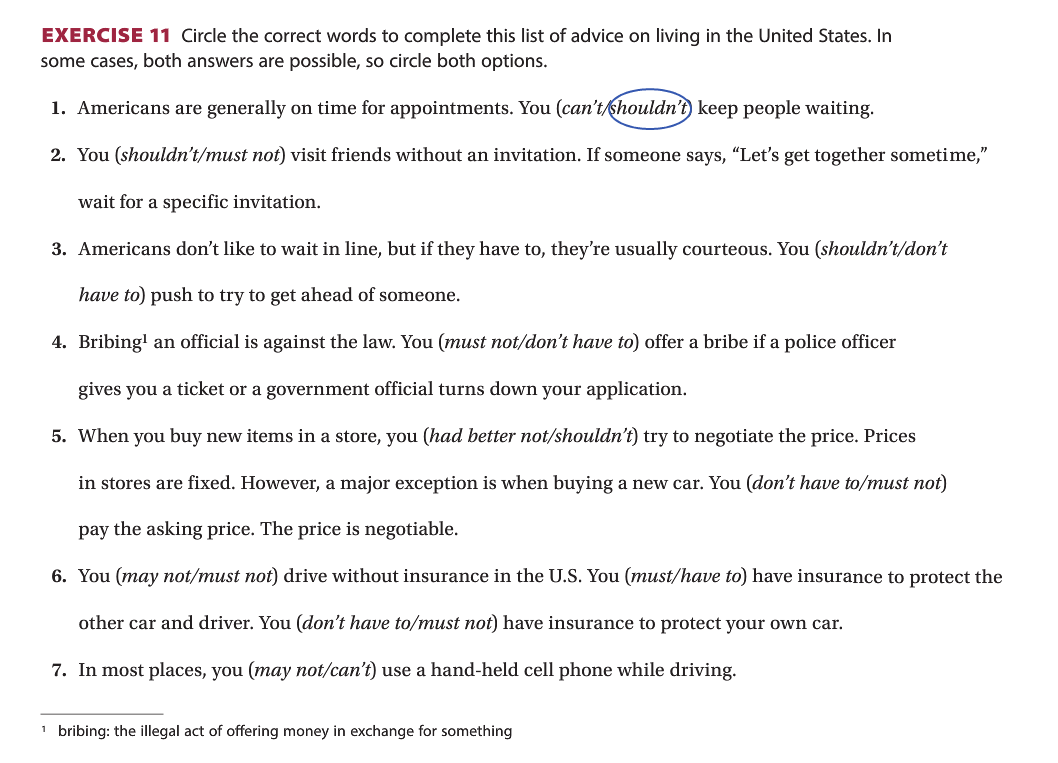 EXERCISE 11 Circle the correct words to complete this list of advice on living in the United States. In
some cases, both answers are possible, so circle both options.
1. Americans are generally on time for appointments. You (can't/shouldn't) keep people waiting.
2. You (shouldn't/must not) visit friends without an invitation. If someone says, “Let's get together sometime,”
wait for a specific invitation.
3. Americans don't like to wait in line, but if they have to, they're usually courteous. You (shouldn't/don't
have to) push to try to get ahead of someone.
4. Bribing¹ an official is against the law. You (must not/don't have to) offer a bribe if a police officer
gives you a ticket or a government official turns down your application.
5. When you buy new items in a store, you (had better not/shouldn't) try to negotiate the price. Prices
in stores are fixed. However, a major exception is when buying a new car. You (don't have to/must not)
pay the asking price. The price is negotiable.
6. You (may not/must not) drive without insurance in the U.S. You (must/have to) have insurance to protect the
other car and driver. You (don't have to/must not) have insurance to protect your own car.
7. In most places, you (may not/can't) use a hand-held cell phone while driving.
¹ bribing: the illegal act of offering money in exchange for something